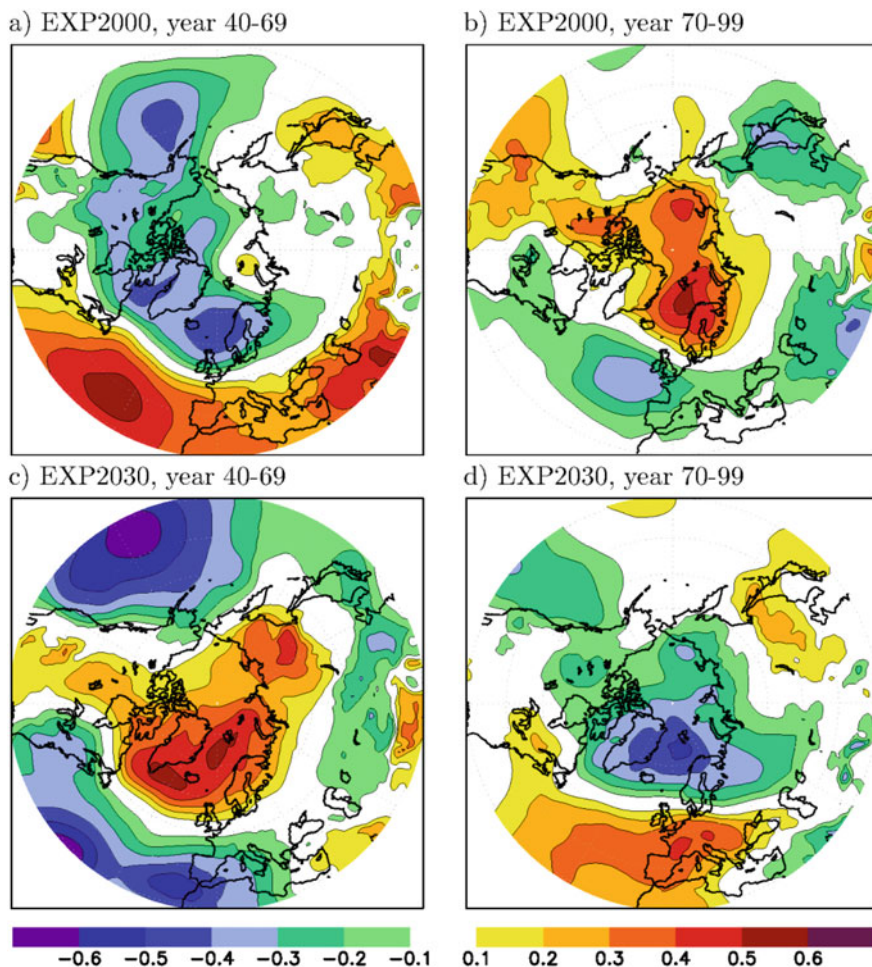 a) EXP2000, year 40-69
b) EXP2000, year 70-99
c) EXP2030, year 40-69
d) EXP2030, year 70-99
−0.6 −0.5 −0.4 −0.3 −0.2 −0.1
0.1 0.2 0.3 0.4 0.5 0.6